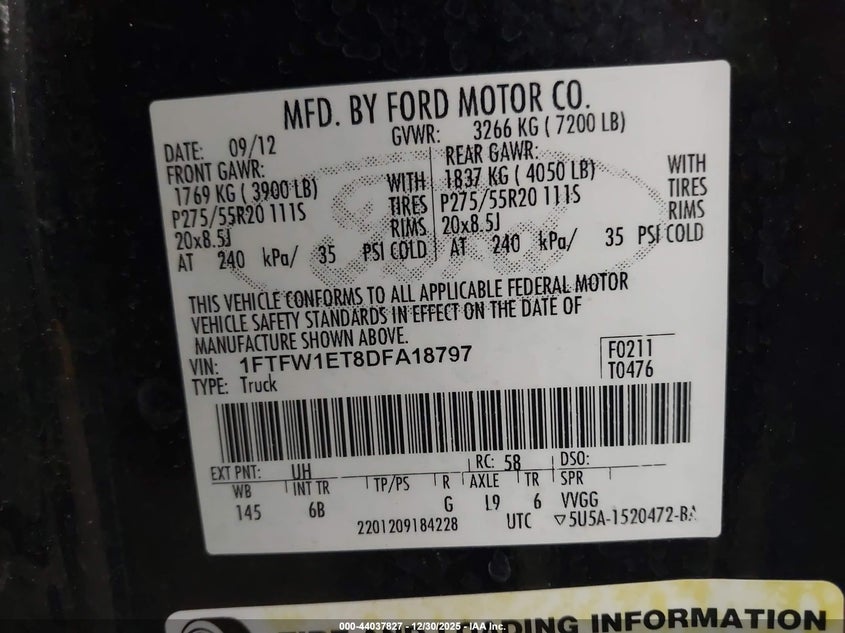 MFD. BY FORD MOTOR CO.
DATE: 09/12 GVWR: 3266 KG ( 7200 LB)
FRONT GAWR: REAR GAWR:
1769 KG ( 3900 LB) WITH 1837 KG ( 4050 LB) WITH
P275/55R20 111S TIRES P275/55R20 111S TIRES
20x8.5J RIMS 20x8.5J RIMS
AT 240 kPa/ 35 PSI COLD AT 240 kPa/ 35 PSI COLD
THIS VEHICLE CONFORMS TO ALL APPLICABLE FEDERAL MOTOR
VEHICLE SAFETY STANDARDS IN EFFECT ON THE DATE OF
MANUFACTURE SHOWN ABOVE.
VIN: 1FTFW1ET8DFA18797 F0211
TYPE: Truck T0476
EXT PNT: UH RC: 58 DSO:
WB INT TR TP/PS R AXLE TR SPR
145 6B G L9 6 VVGG
2201209184228 UTC ▽5U5A-1520472-BA
INFORMATION
000-44037827 - 12/30/2025 - IAA Inc.